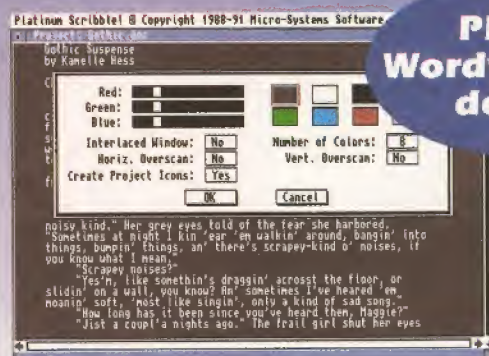 Platinum Scribble! © Copyright 1988-91 Micro-Systems Software
Project: Gothic.doc
Gothic Suspense
by Kamelle Hess
Red:
Green:
Blue:
Interlaced Window: No
Number of Colors: 8
Horiz. Overscan: No
Vert. Overscan: No
Create Project Icons: Yes
OK
Cancel
noisy kind." Her grey eyes told of the fear she harbored.
"Sometimes at night I kin 'ear 'em walkin' around, bangin' into
things, bumpin' things, an' there's scrapey-kind o' noises, if
you know what I mean."
"Scrapey noises?"
"Yes'm, like somethin's draggin' acrosst the floor, or
slidin' on a wall, you know? An' sometimes I've heared 'em
moanin' soft, 'most like singin', only a kind of sad song."
"How long has it been since you've heard them, Maggie?"
"Jist a coupl'a nights ago." The frail girl shut her eyes